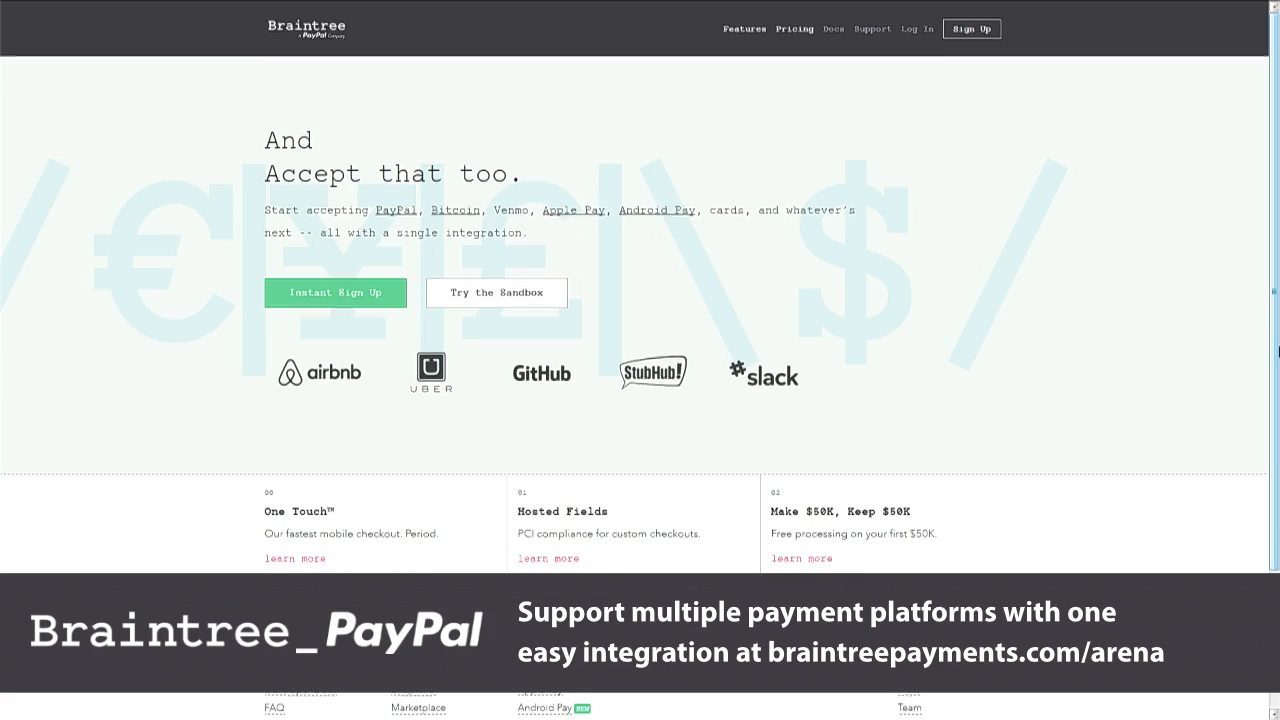 Braintree
A PayPal Company
Features Pricing Docs Support Log In Sign Up
And
Accept that too.
Start accepting PayPal, Bitcoin, Venmo, Apple Pay, Android Pay, cards, and whatever's
next -- all with a single integration.
Instant Sign Up Try the Sandbox
airbnb UBER GitHub StubHub! slack
/ € | ¥ | £ | \ $ /
00 01 02
One Touch™ Hosted Fields Make $50K, Keep $50K
Our fastest mobile checkout. Period. PCI compliance for custom checkouts. Free processing on your first $50K.
learn more learn more learn more
Braintree_PayPal
Support multiple payment platforms with one
easy integration at braintreepayments.com/arena
FAQ Marketplace Android Pay NEW Team